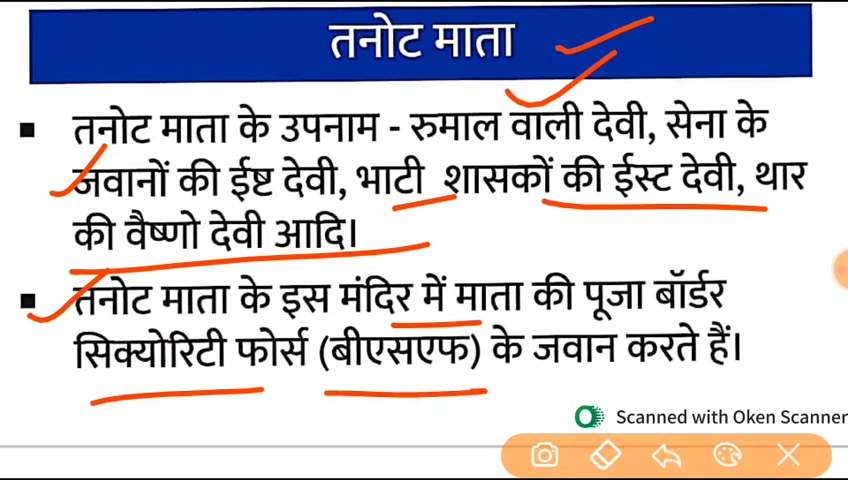 तनोट माता
▪ तनोट माता के उपनाम - रुमाल वाली देवी, सेना के
जवानों की ईष्ट देवी, भाटी शासकों की ईस्ट देवी, थार
की वैष्णो देवी आदि।
▪ तनोट माता के इस मंदिर में माता की पूजा बॉर्डर
सिक्योरिटी फोर्स (बीएसएफ) के जवान करते हैं।
Scanned with Oken Scanner